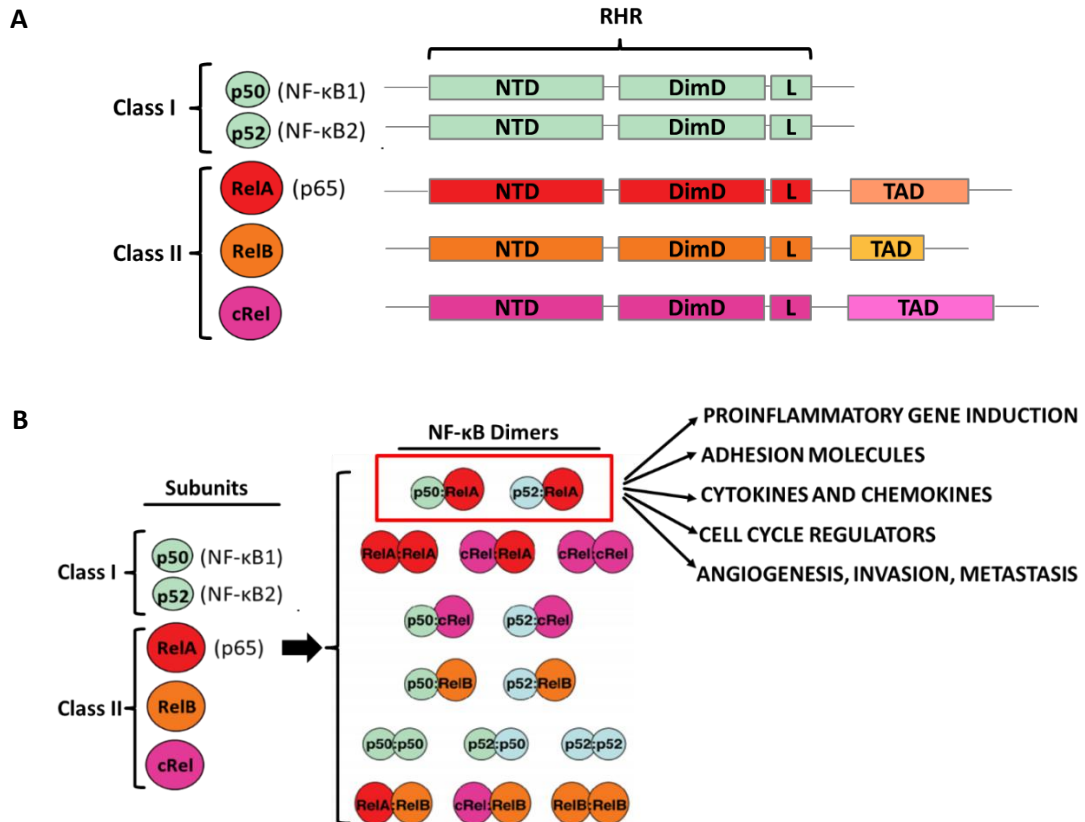 A
RHR
Class I
p50 (NF-κB1) NTD DimD L
p52 (NF-κB2) NTD DimD L
Class II
RelA (p65) NTD DimD L TAD
RelB NTD DimD L TAD
cRel NTD DimD L TAD
B
Subunits
Class I
p50 (NF-κB1)
p52 (NF-κB2)
Class II
RelA (p65)
RelB
cRel
NF-κB Dimers
p50:RelA p52:RelA
RelA:RelA cRel:RelA cRel:cRel
p50:cRel p52:cRel
p50:RelB p52:RelB
p50:p50 p52:p50 p52:p52
RelA:RelB cRel:RelB RelB:RelB
PROINFLAMMATORY GENE INDUCTION
ADHESION MOLECULES
CYTOKINES AND CHEMOKINES
CELL CYCLE REGULATORS
ANGIOGENESIS, INVASION, METASTASIS